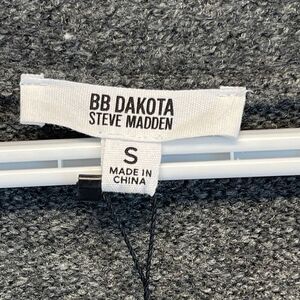 BB DAKOTA
STEVE MADDEN
S
MADE IN
CHINA